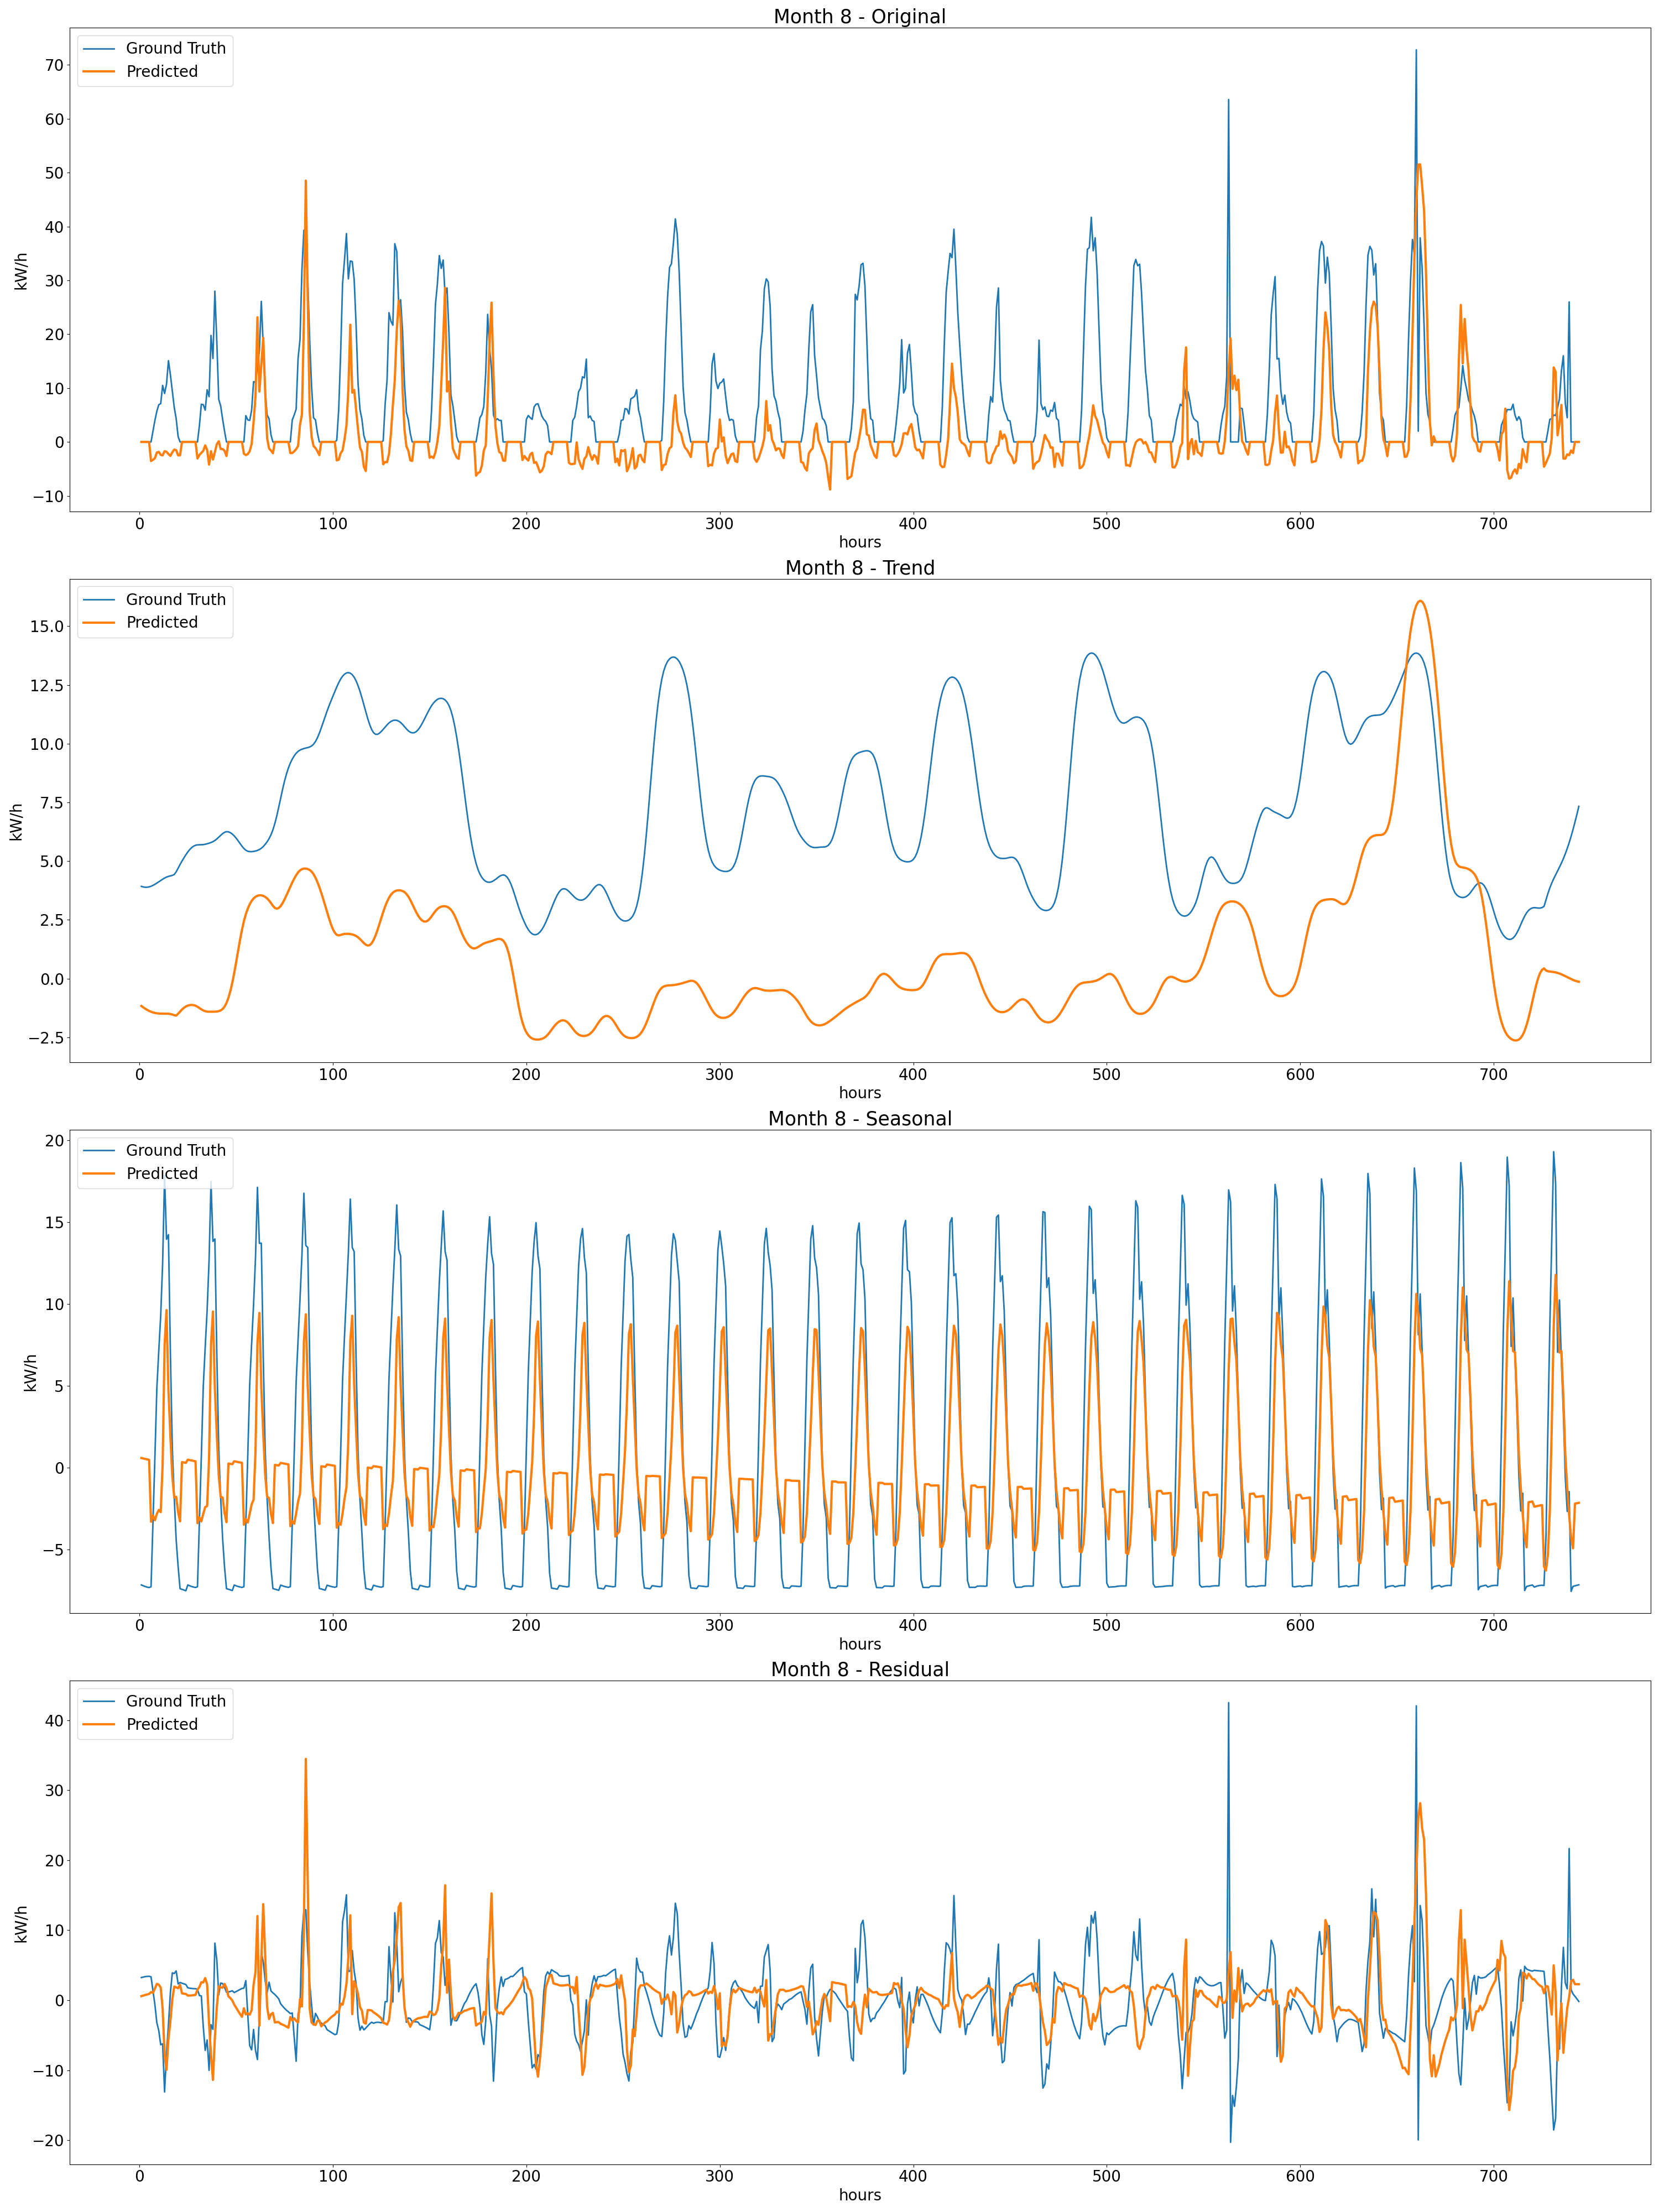 Month 8 - Original
Ground Truth
Predicted
kW/h
70
60
50
40
30
20
10
0
−10
0 100 200 300 400 500 600 700
hours
Month 8 - Trend
Ground Truth
Predicted
kW/h
15.0
12.5
10.0
7.5
5.0
2.5
0.0
−2.5
0 100 200 300 400 500 600 700
hours
Month 8 - Seasonal
Ground Truth
Predicted
kW/h
20
15
10
5
0
−5
0 100 200 300 400 500 600 700
hours
Month 8 - Residual
Ground Truth
Predicted
kW/h
40
30
20
10
0
−10
−20
0 100 200 300 400 500 600 700
hours